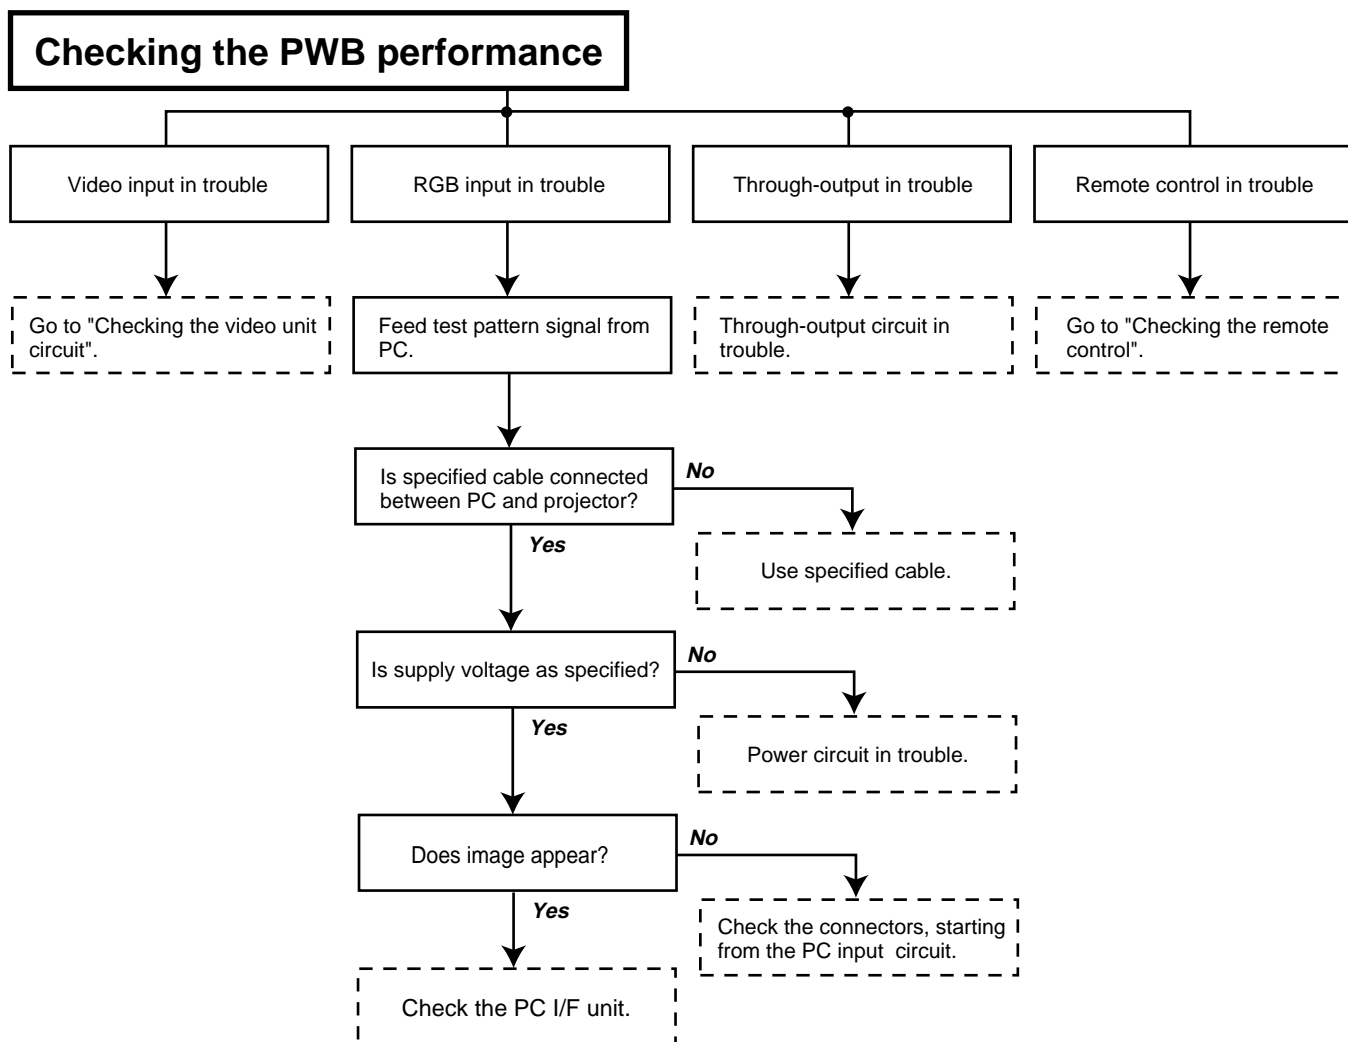 Checking the PWB performance
Video input in trouble
RGB input in trouble
Through-output in trouble
Remote control in trouble
Go to "Checking the video unit
circuit".
Feed test pattern signal from
PC.
Through-output circuit in
trouble.
Go to "Checking the remote
control".
Is specified cable connected
between PC and projector?
No
Yes
Use specified cable.
Is supply voltage as specified?
No
Yes
Power circuit in trouble.
Does image appear?
No
Yes
Check the connectors, starting
from the PC input circuit.
Check the PC I/F unit.